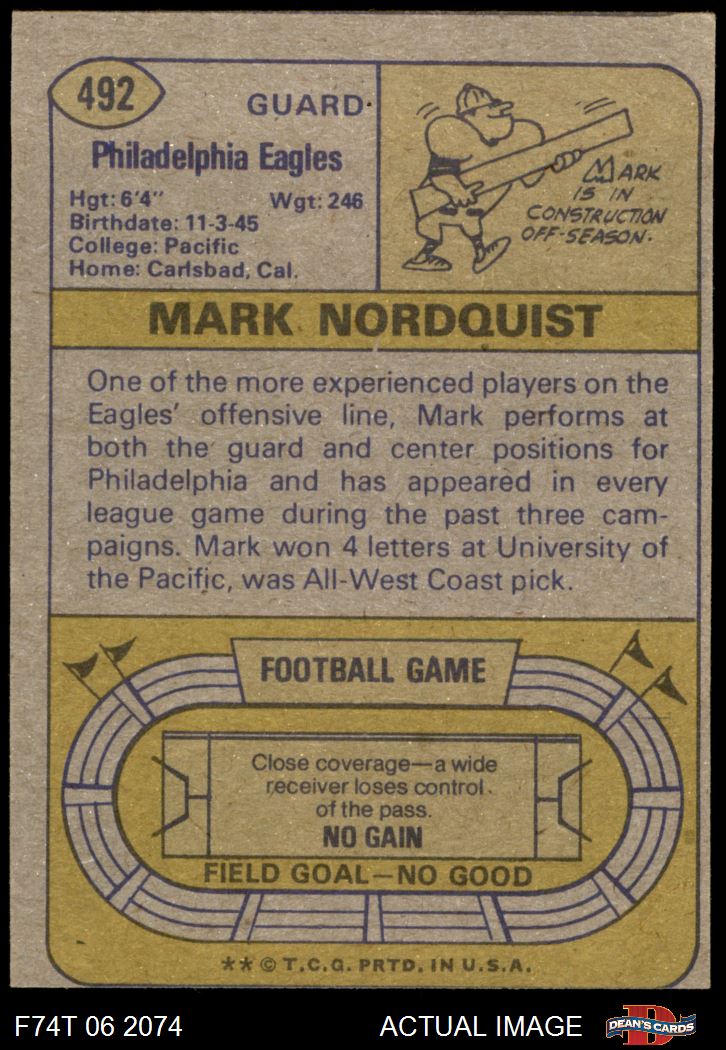 492
GUARD
Philadelphia Eagles
Hgt: 6'4" Wgt: 246
Birthdate: 11-3-45
College: Pacific
Home: Carlsbad, Cal.
MARK
IS IN
CONSTRUCTION
OFF-SEASON.
MARK NORDQUIST
One of the more experienced players on the
Eagles' offensive line, Mark performs at
both the guard and center positions for
Philadelphia and has appeared in every
league game during the past three cam-
paigns. Mark won 4 letters at University of
the Pacific, was All-West Coast pick.
FOOTBALL GAME
Close coverage—a wide
receiver loses control
of the pass.
NO GAIN
FIELD GOAL—NO GOOD
** © T.C.G. PRTD. IN U.S.A.
F74T 06 2074 ACTUAL IMAGE
D
DEAN'S CARDS